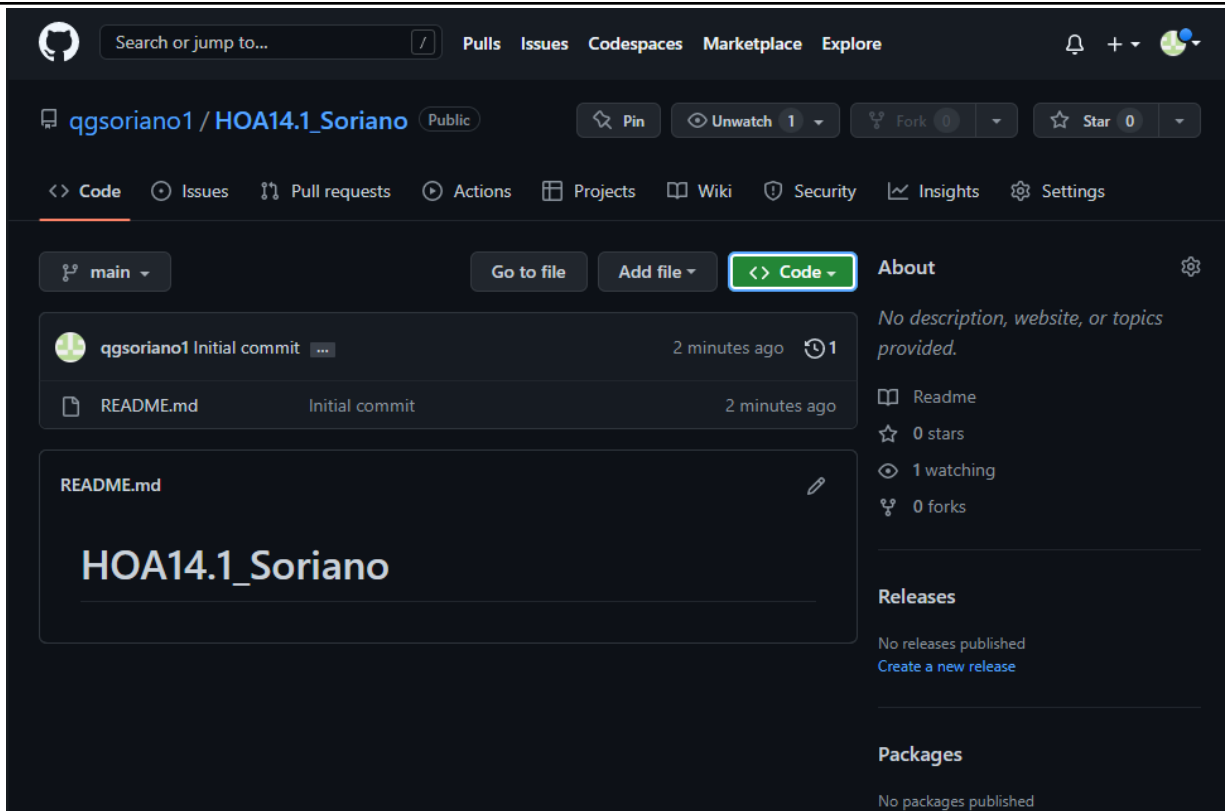 Search or jump to... / Pulls Issues Codespaces Marketplace Explore
qgsoriano1 / HOA14.1_Soriano Public Pin Unwatch 1 Fork 0 Star 0
<> Code Issues Pull requests Actions Projects Wiki Security Insights Settings
main Go to file Add file <> Code
qgsoriano1 Initial commit ... 2 minutes ago 1
README.md Initial commit 2 minutes ago
README.md
HOA14.1_Soriano
About
No description, website, or topics
provided.
Readme
0 stars
1 watching
0 forks
Releases
No releases published
Create a new release
Packages
No packages published